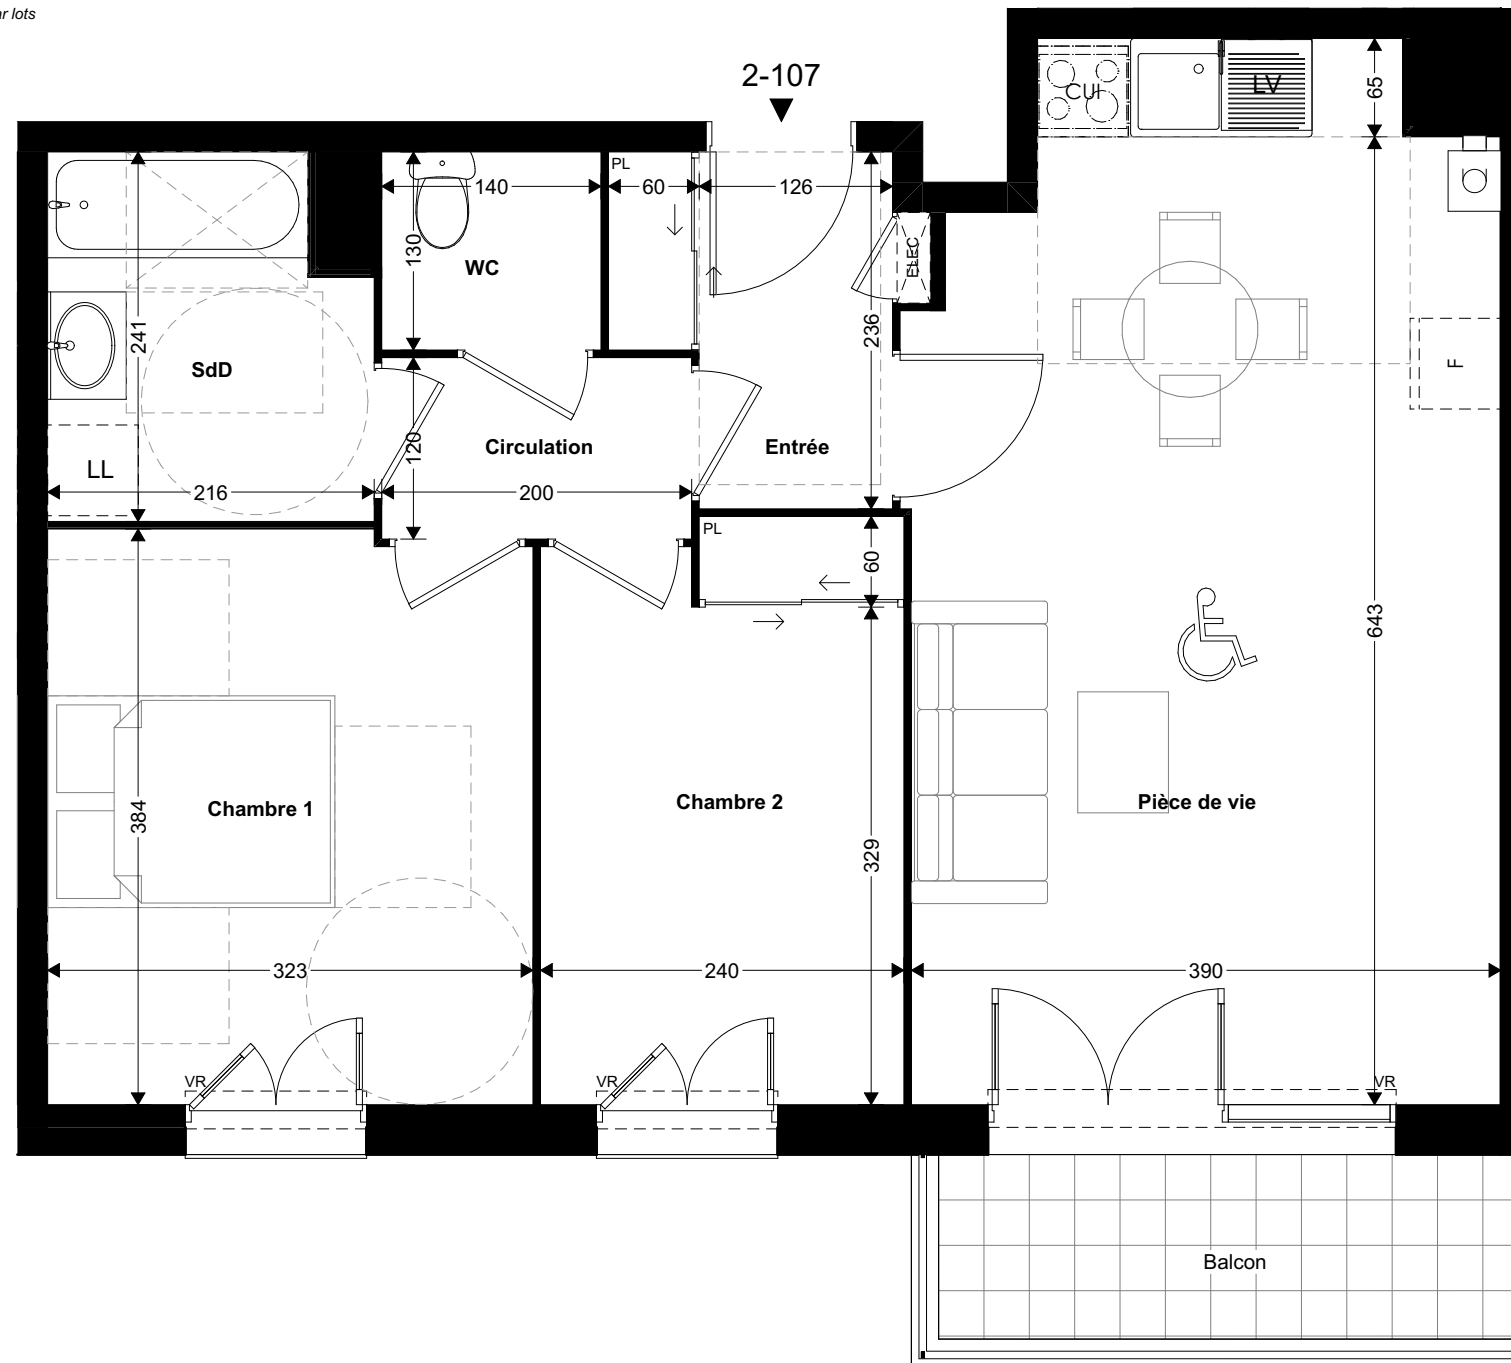 ar lots
2-107
CUI
LV
65
PL
140
60
126
130
WC
ELEC
241
236
SdD
F
120
Circulation
Entrée
LL
216
200
PL
60
643
384
Chambre 1
Chambre 2
Pièce de vie
329
323
240
390
VR
VR
VR
Balcon